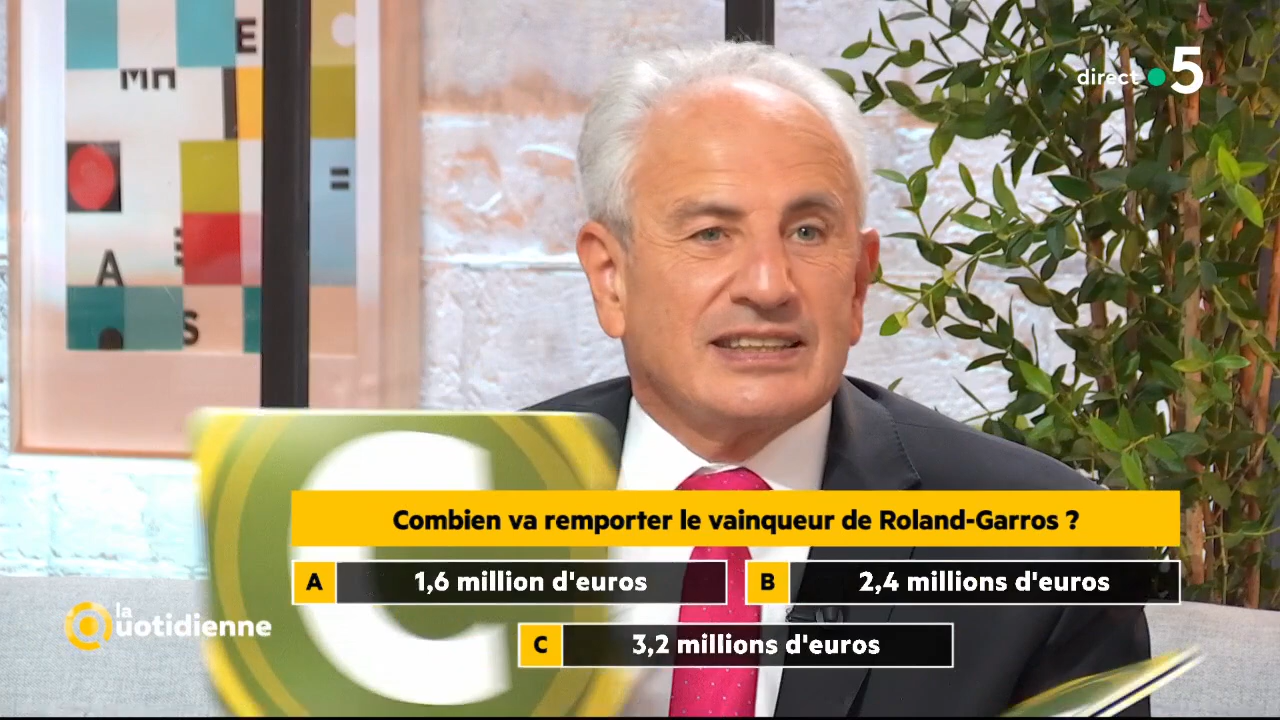 E
A
S
direct 5
C
Combien va remporter le vainqueur de Roland-Garros ?
A 1,6 million d'euros
B 2,4 millions d'euros
C 3,2 millions d'euros
la Quotidienne